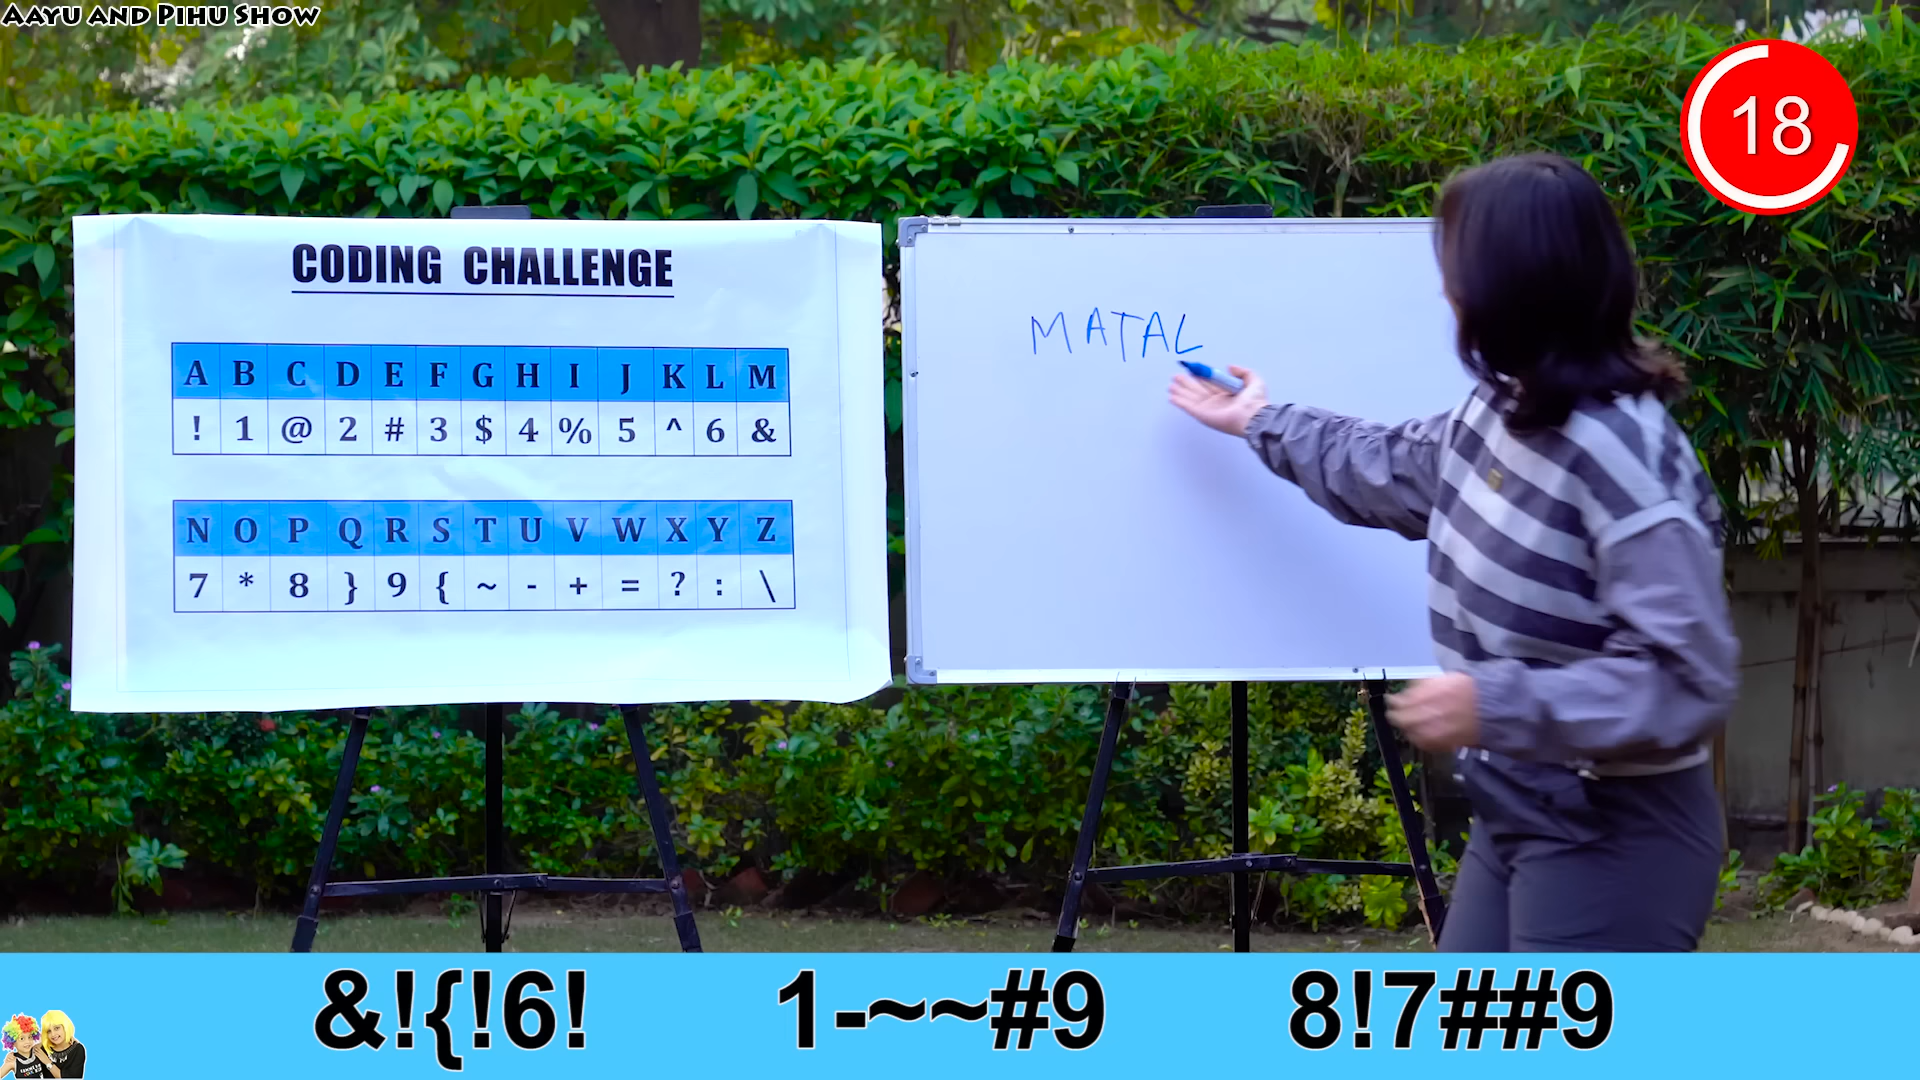 AAYU AND PIHU SHOW
18
CODING CHALLENGE
A B C D E F G H I J K L M
! 1 @ 2 # 3 $ 4 % 5 ^ 6 &
N O P Q R S T U V W X Y Z
7 * 8 } 9 { ~ - + = ? : \
MATAL
&!{!6! 1-~~#9 8!7##9